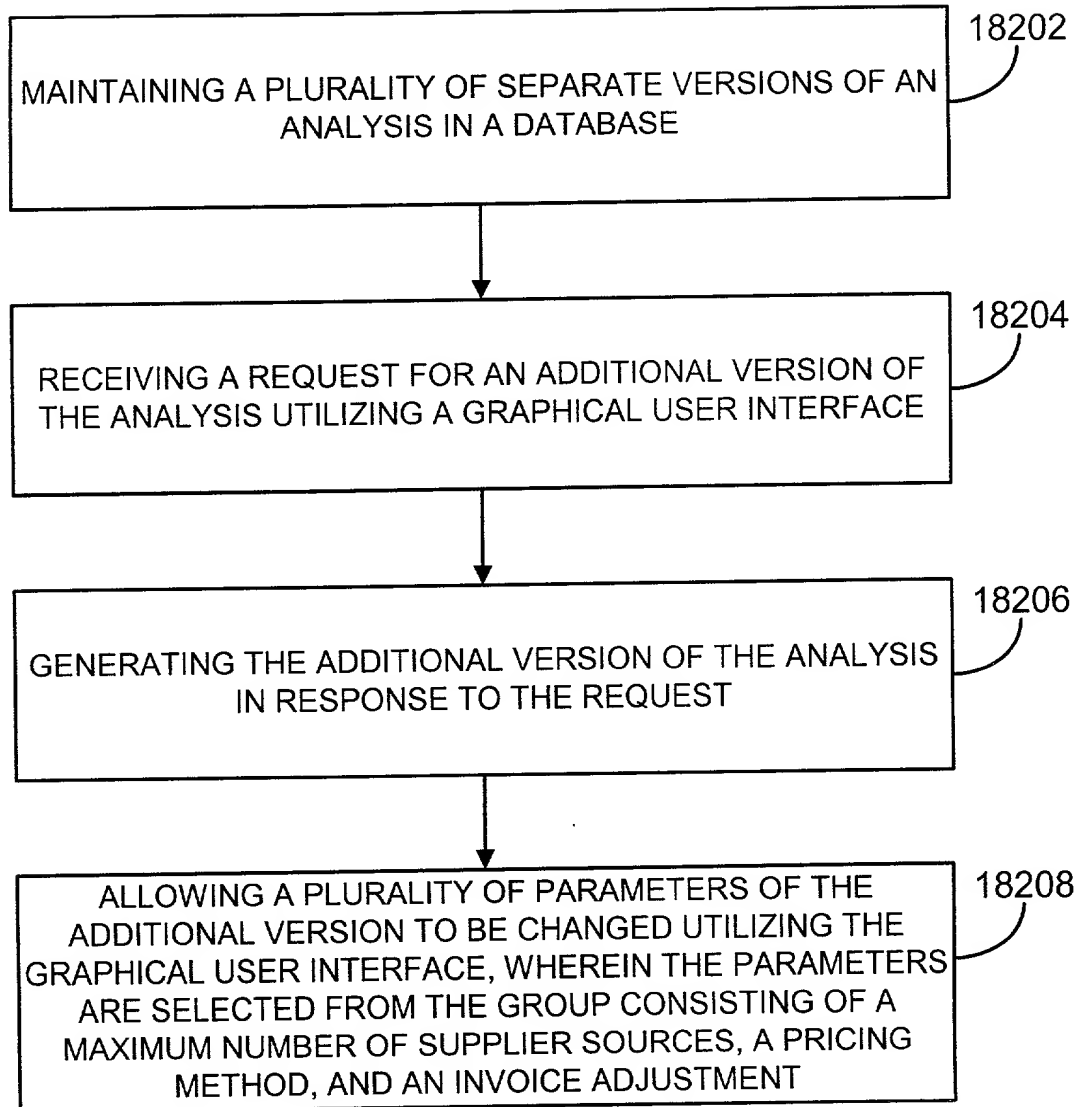 18202
MAINTAINING A PLURALITY OF SEPARATE VERSIONS OF AN
ANALYSIS IN A DATABASE
18204
RECEIVING A REQUEST FOR AN ADDITIONAL VERSION OF
THE ANALYSIS UTILIZING A GRAPHICAL USER INTERFACE
18206
GENERATING THE ADDITIONAL VERSION OF THE ANALYSIS
IN RESPONSE TO THE REQUEST
18208
ALLOWING A PLURALITY OF PARAMETERS OF THE
ADDITIONAL VERSION TO BE CHANGED UTILIZING THE
GRAPHICAL USER INTERFACE, WHEREIN THE PARAMETERS
ARE SELECTED FROM THE GROUP CONSISTING OF A
MAXIMUM NUMBER OF SUPPLIER SOURCES, A PRICING
METHOD, AND AN INVOICE ADJUSTMENT